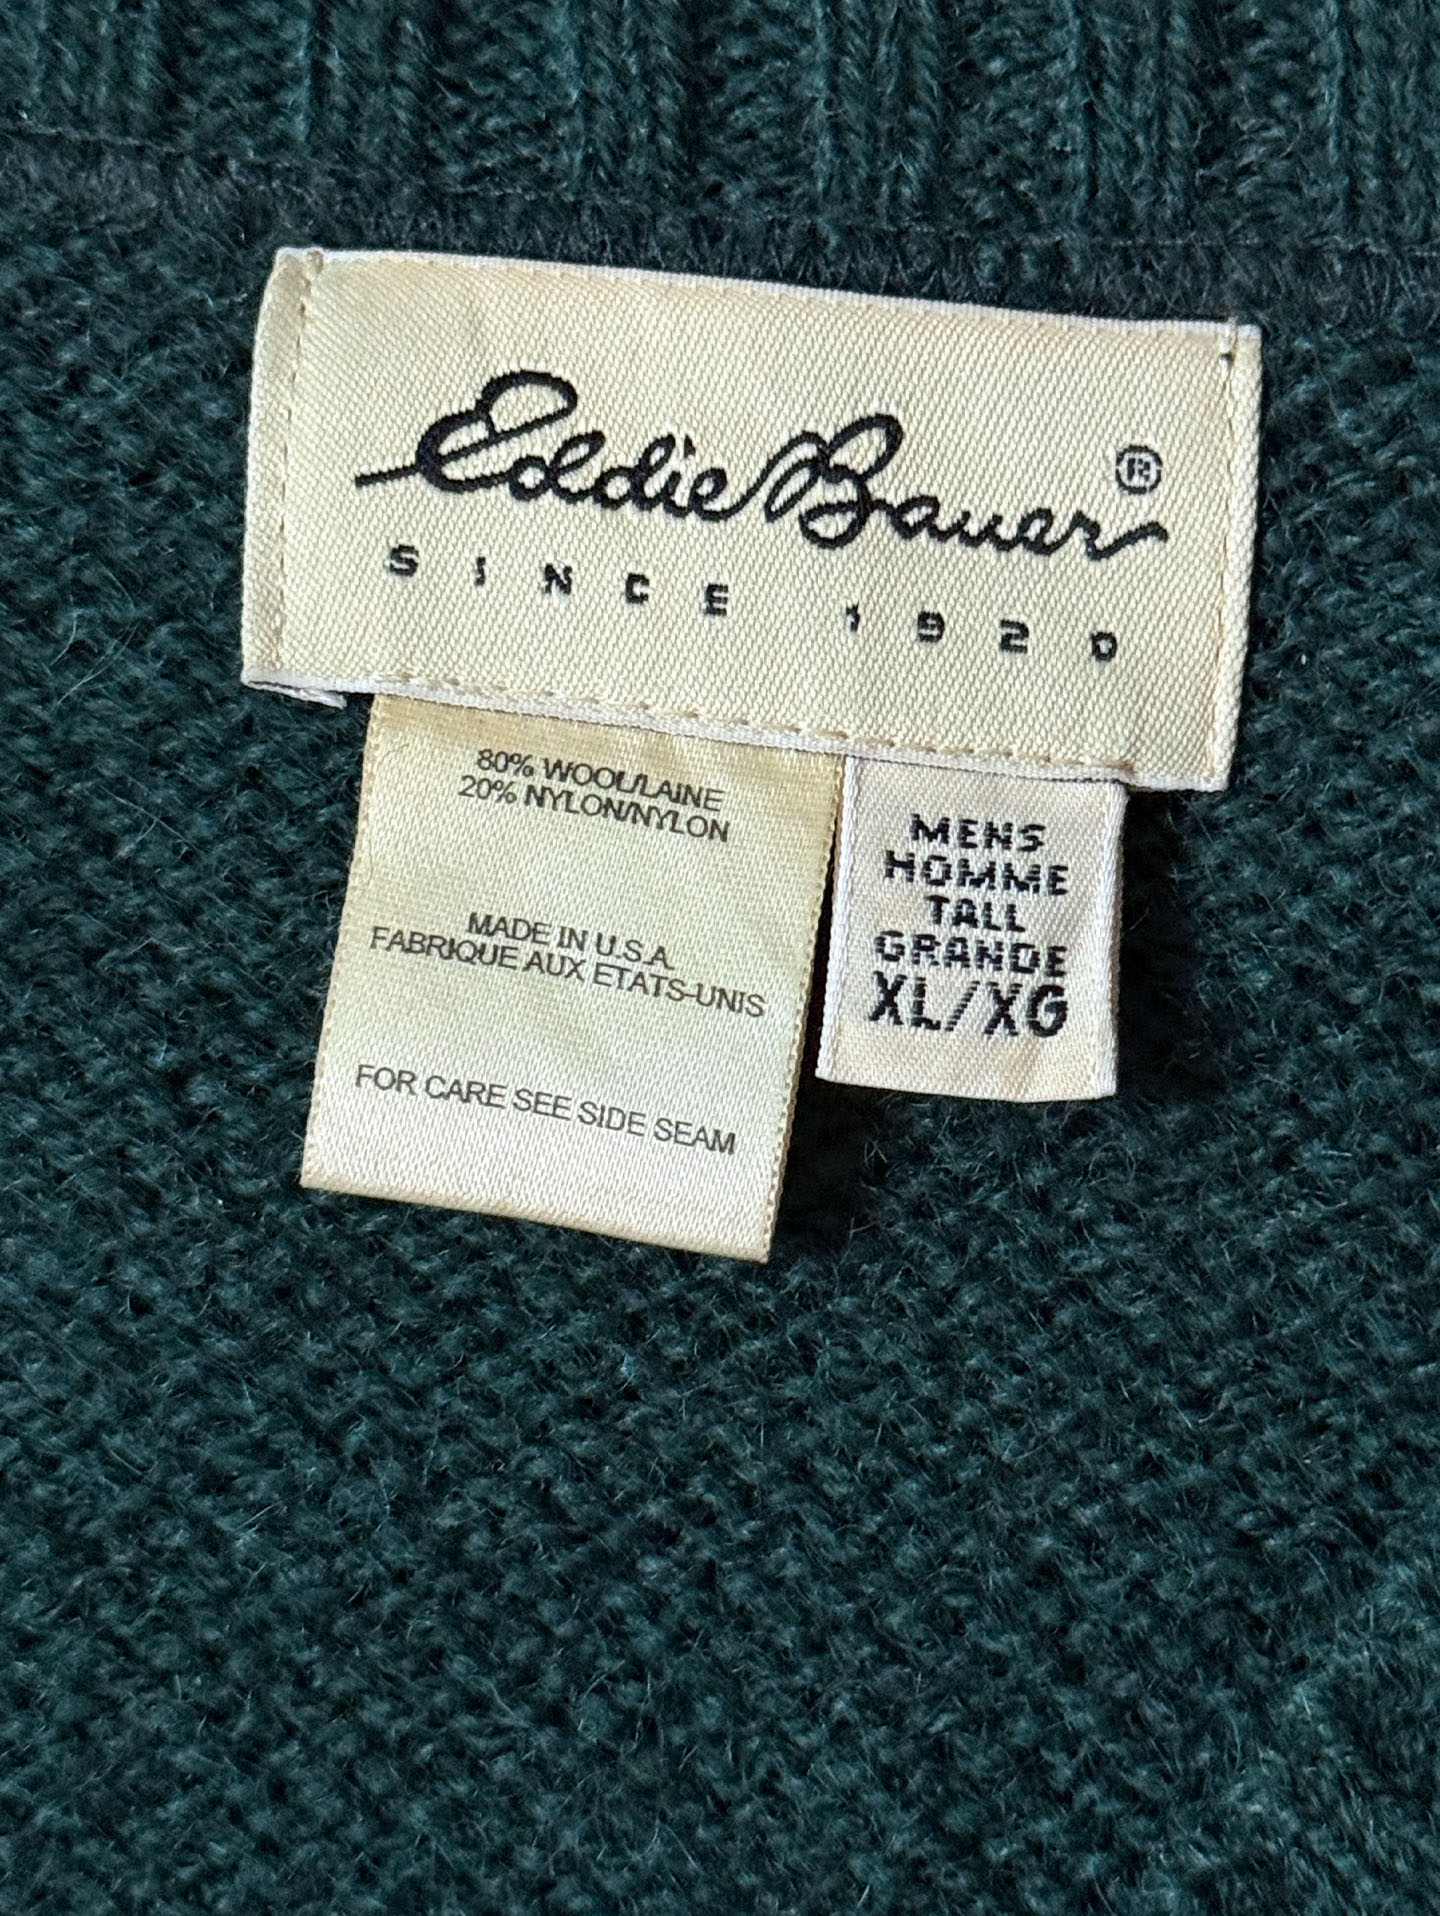 Eddie Bauer®
SINCE 1920
80% WOOL/LAINE
20% NYLON/NYLON
MADE IN U.S.A.
FABRIQUE AUX ETATS-UNIS
FOR CARE SEE SIDE SEAM
MENS
HOMME
TALL
GRANDE
XL/XG